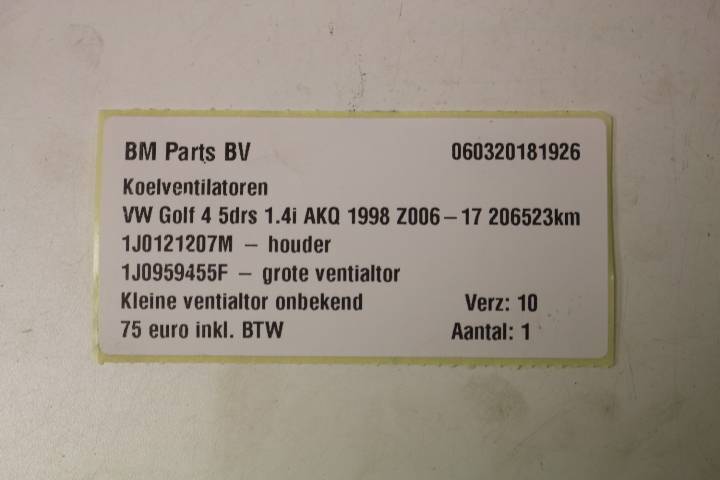 BM Parts BV 060320181926
Koelventilatoren
VW Golf 4 5drs 1.4i AKQ 1998 Z006-17 206523km
1J0121207M - houder
1J0959455F - grote ventialtor
Kleine ventialtor onbekend Verz: 10
75 euro inkl. BTW Aantal: 1